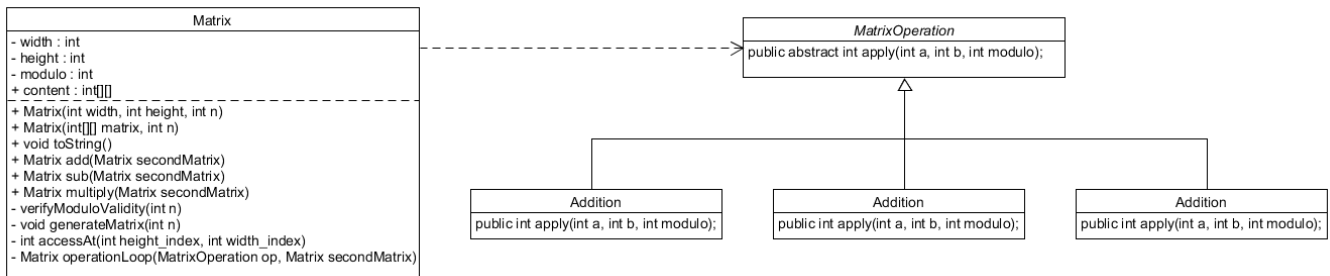 Matrix
- width : int
- height : int
- modulo : int
+ content : int[][]
+ Matrix(int width, int height, int n)
+ Matrix(int[][] matrix, int n)
+ void toString()
+ Matrix add(Matrix secondMatrix)
+ Matrix sub(Matrix secondMatrix)
+ Matrix multiply(Matrix secondMatrix)
- verifyModuloValidity(int n)
- void generateMatrix(int n)
- int accessAt(int height_index, int width_index)
- Matrix operationLoop(MatrixOperation op, Matrix secondMatrix)
MatrixOperation
public abstract int apply(int a, int b, int modulo);
Addition
public int apply(int a, int b, int modulo);
Addition
public int apply(int a, int b, int modulo);
Addition
public int apply(int a, int b, int modulo);